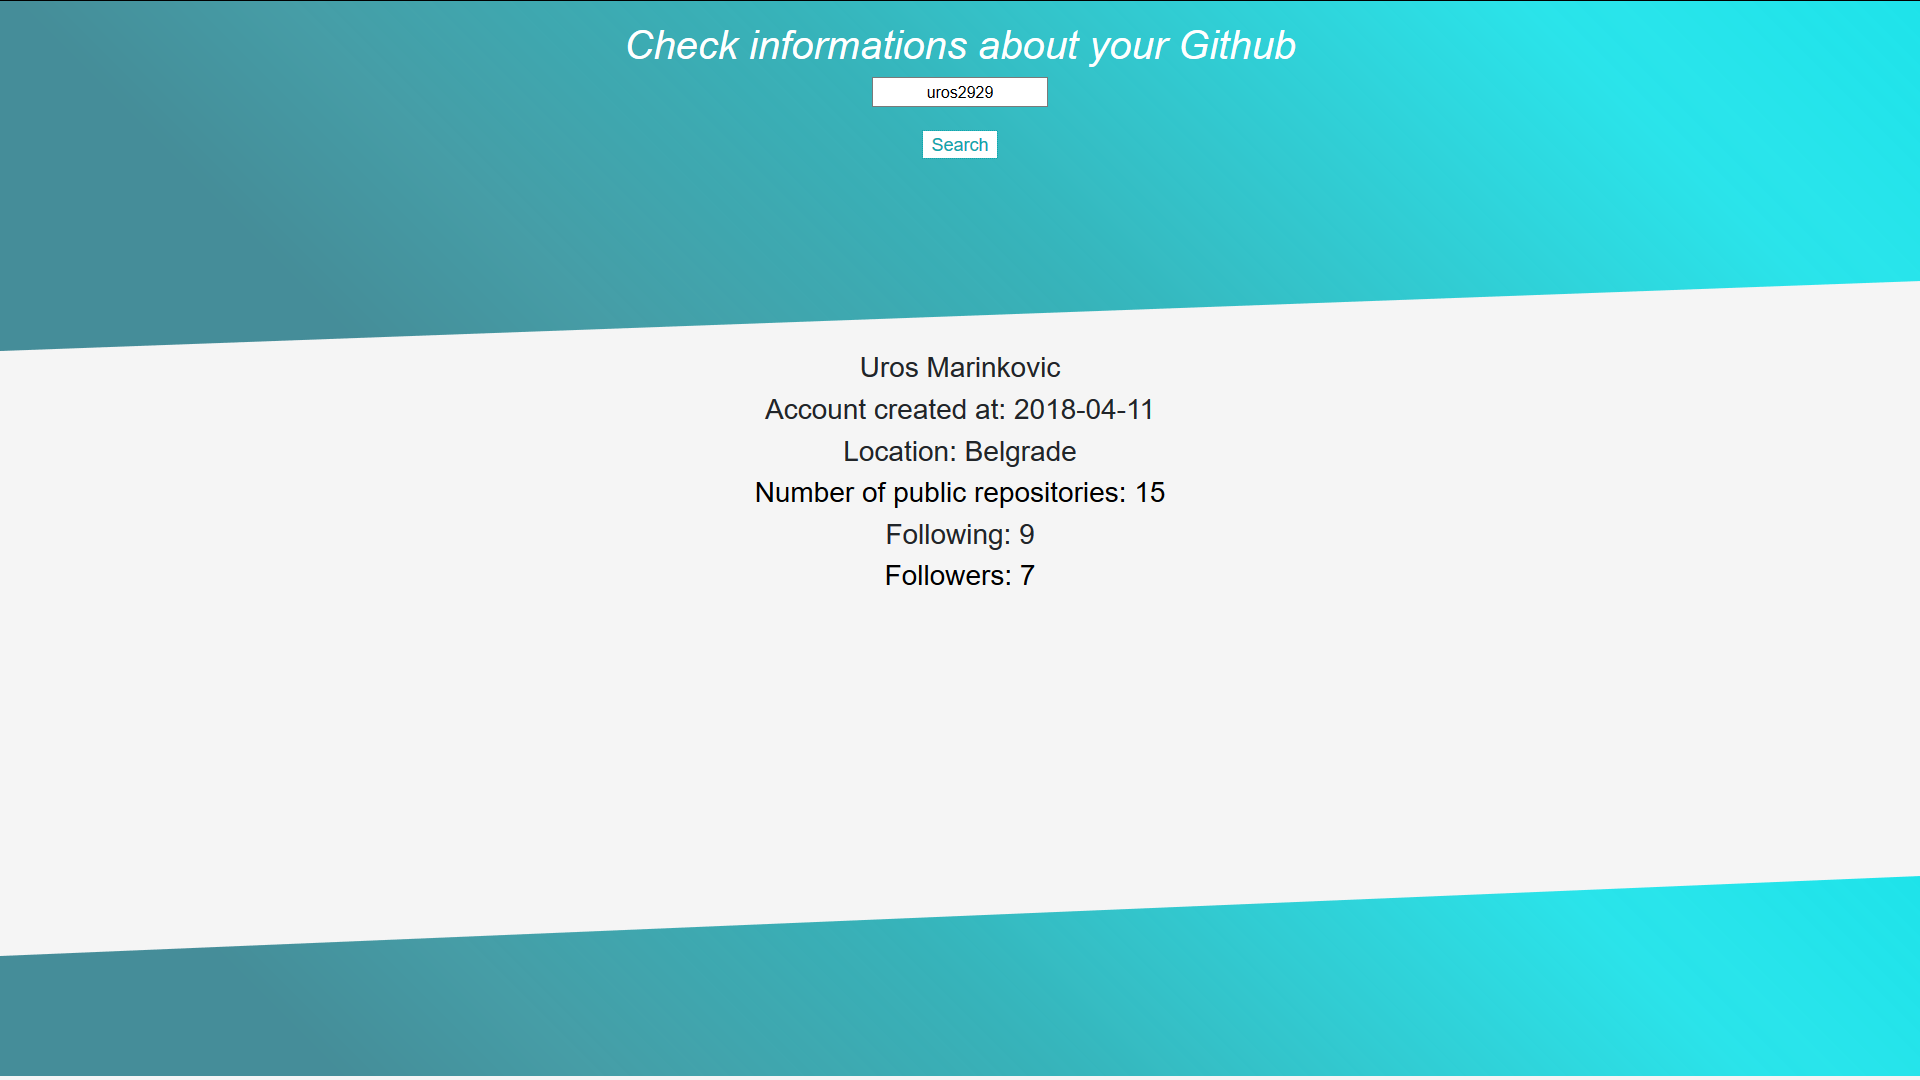 Check informations about your Github
uros2929
Search
Uros Marinkovic
Account created at: 2018-04-11
Location: Belgrade
Number of public repositories: 15
Following: 9
Followers: 7